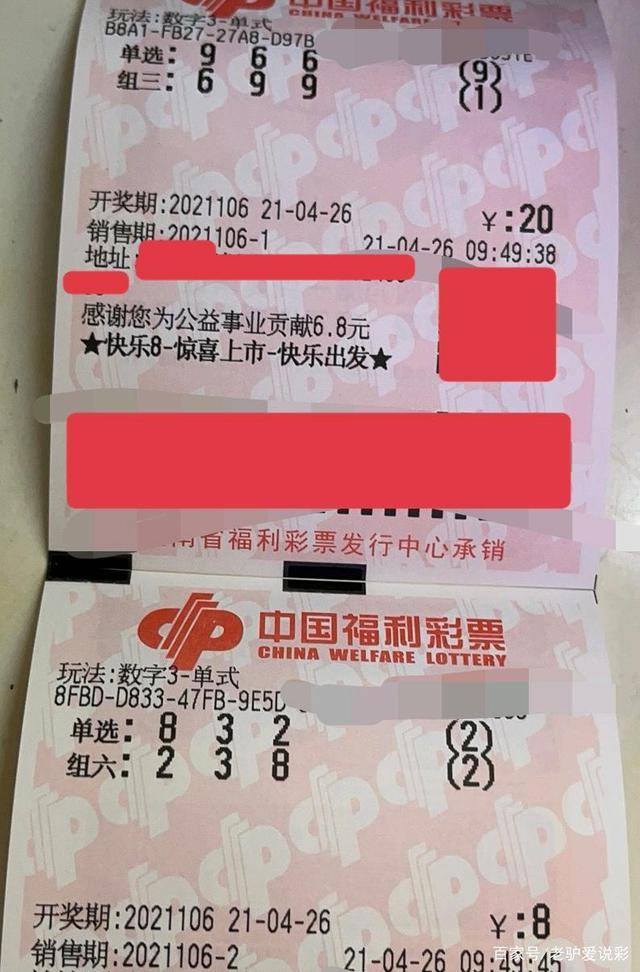 中国福利彩票
CHINA WELFARE
玩法:数字3-单式
B8A1-FB27-27A8-D97B
单选: 9 6 6 (9)
组三: 6 9 9 (1)
开奖期:2021106 21-04-26 ￥:20
销售期:2021106-1 21-04-26 09:49:38
地址:
感谢您为公益事业贡献6.8元
★快乐8-惊喜上市-快乐出发★
南省福利彩票发行中心承销
中国福利彩票
CHINA WELFARE LOTTERY
玩法:数字3-单式
8FBD-D833-47FB-9E5D
单选: 8 3 2 (2)
组六: 2 3 8 (2)
开奖期:2021106 21-04-26 ￥:8
销售期:2021106-2 21-04-26 09:49:45
百家号/老驴爱说彩